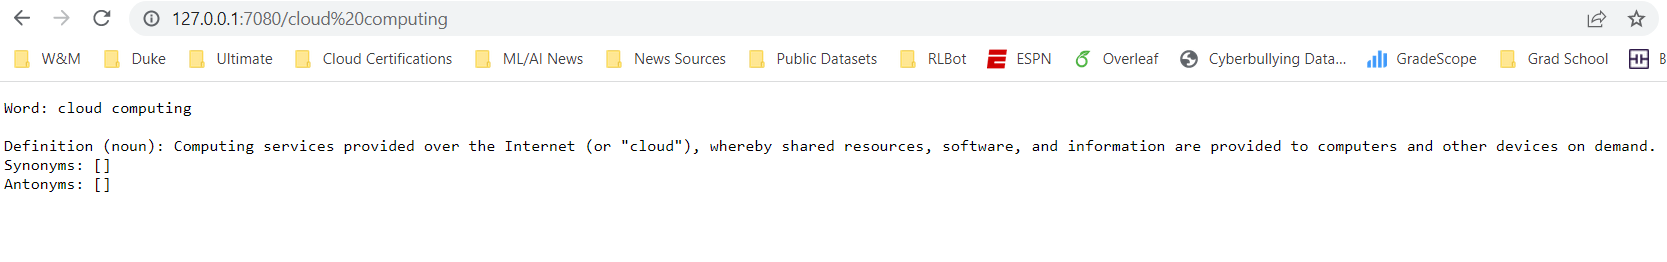 127.0.0.1:7080/cloud%20computing
W&M Duke Ultimate Cloud Certifications ML/AI News News Sources Public Datasets RLBot ESPN Overleaf Cyberbullying Data... GradeScope Grad School B
Word: cloud computing
Definition (noun): Computing services provided over the Internet (or "cloud"), whereby shared resources, software, and information are provided to computers and other devices on demand.
Synonyms: []
Antonyms: []